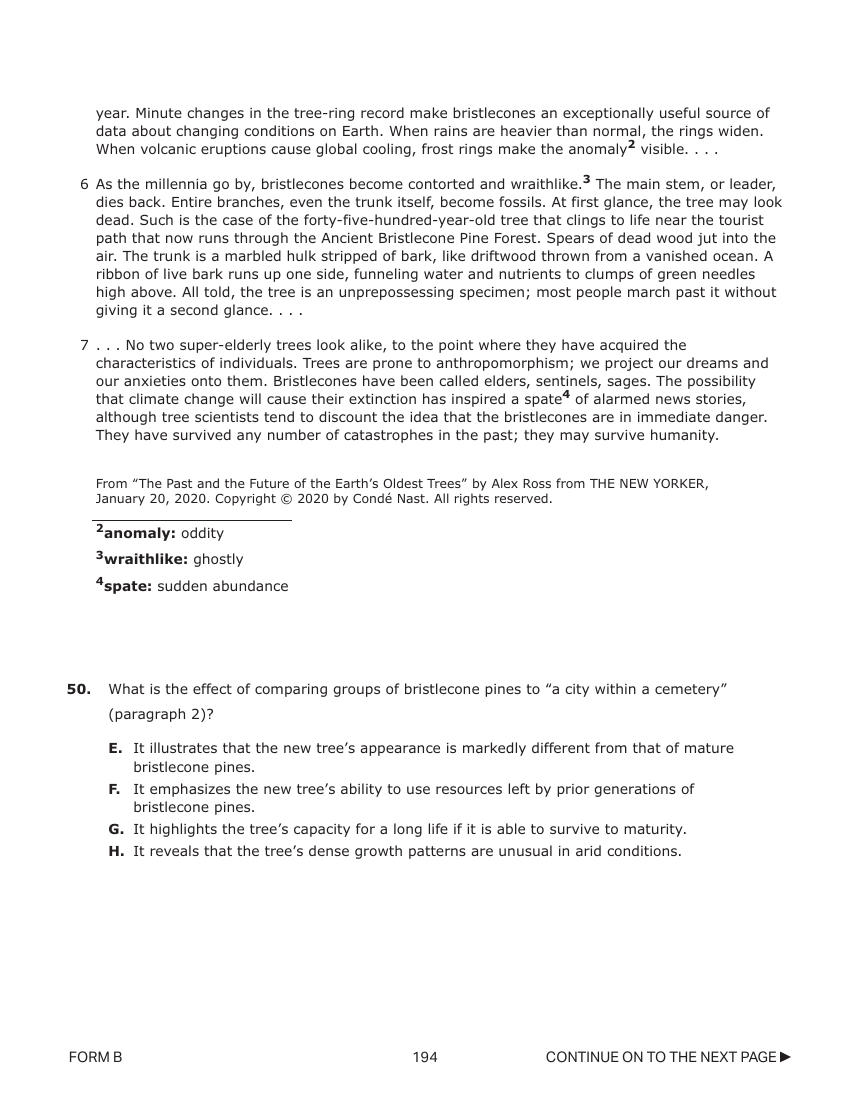 year. Minute changes in the tree-ring record make bristlecones an exceptionally useful source of
data about changing conditions on Earth. When rains are heavier than normal, the rings widen.
When volcanic eruptions cause global cooling, frost rings make the anomaly2 visible. . . .
6 As the millennia go by, bristlecones become contorted and wraithlike.3 The main stem, or leader,
dies back. Entire branches, even the trunk itself, become fossils. At first glance, the tree may look
dead. Such is the case of the forty-five-hundred-year-old tree that clings to life near the tourist
path that now runs through the Ancient Bristlecone Pine Forest. Spears of dead wood jut into the
air. The trunk is a marbled hulk stripped of bark, like driftwood thrown from a vanished ocean. A
ribbon of live bark runs up one side, funneling water and nutrients to clumps of green needles
high above. All told, the tree is an unprepossessing specimen; most people march past it without
giving it a second glance. . . .
7 . . . No two super-elderly trees look alike, to the point where they have acquired the
characteristics of individuals. Trees are prone to anthropomorphism; we project our dreams and
our anxieties onto them. Bristlecones have been called elders, sentinels, sages. The possibility
that climate change will cause their extinction has inspired a spate4 of alarmed news stories,
although tree scientists tend to discount the idea that the bristlecones are in immediate danger.
They have survived any number of catastrophes in the past; they may survive humanity.
From “The Past and the Future of the Earth’s Oldest Trees” by Alex Ross from THE NEW YORKER,
January 20, 2020. Copyright © 2020 by Condé Nast. All rights reserved.
2anomaly: oddity
3wraithlike: ghostly
4spate: sudden abundance
50. What is the effect of comparing groups of bristlecone pines to “a city within a cemetery”
(paragraph 2)?
E. It illustrates that the new tree’s appearance is markedly different from that of mature
bristlecone pines.
F. It emphasizes the new tree’s ability to use resources left by prior generations of
bristlecone pines.
G. It highlights the tree’s capacity for a long life if it is able to survive to maturity.
H. It reveals that the tree’s dense growth patterns are unusual in arid conditions.
FORM B 194 CONTINUE ON TO THE NEXT PAGE ▶